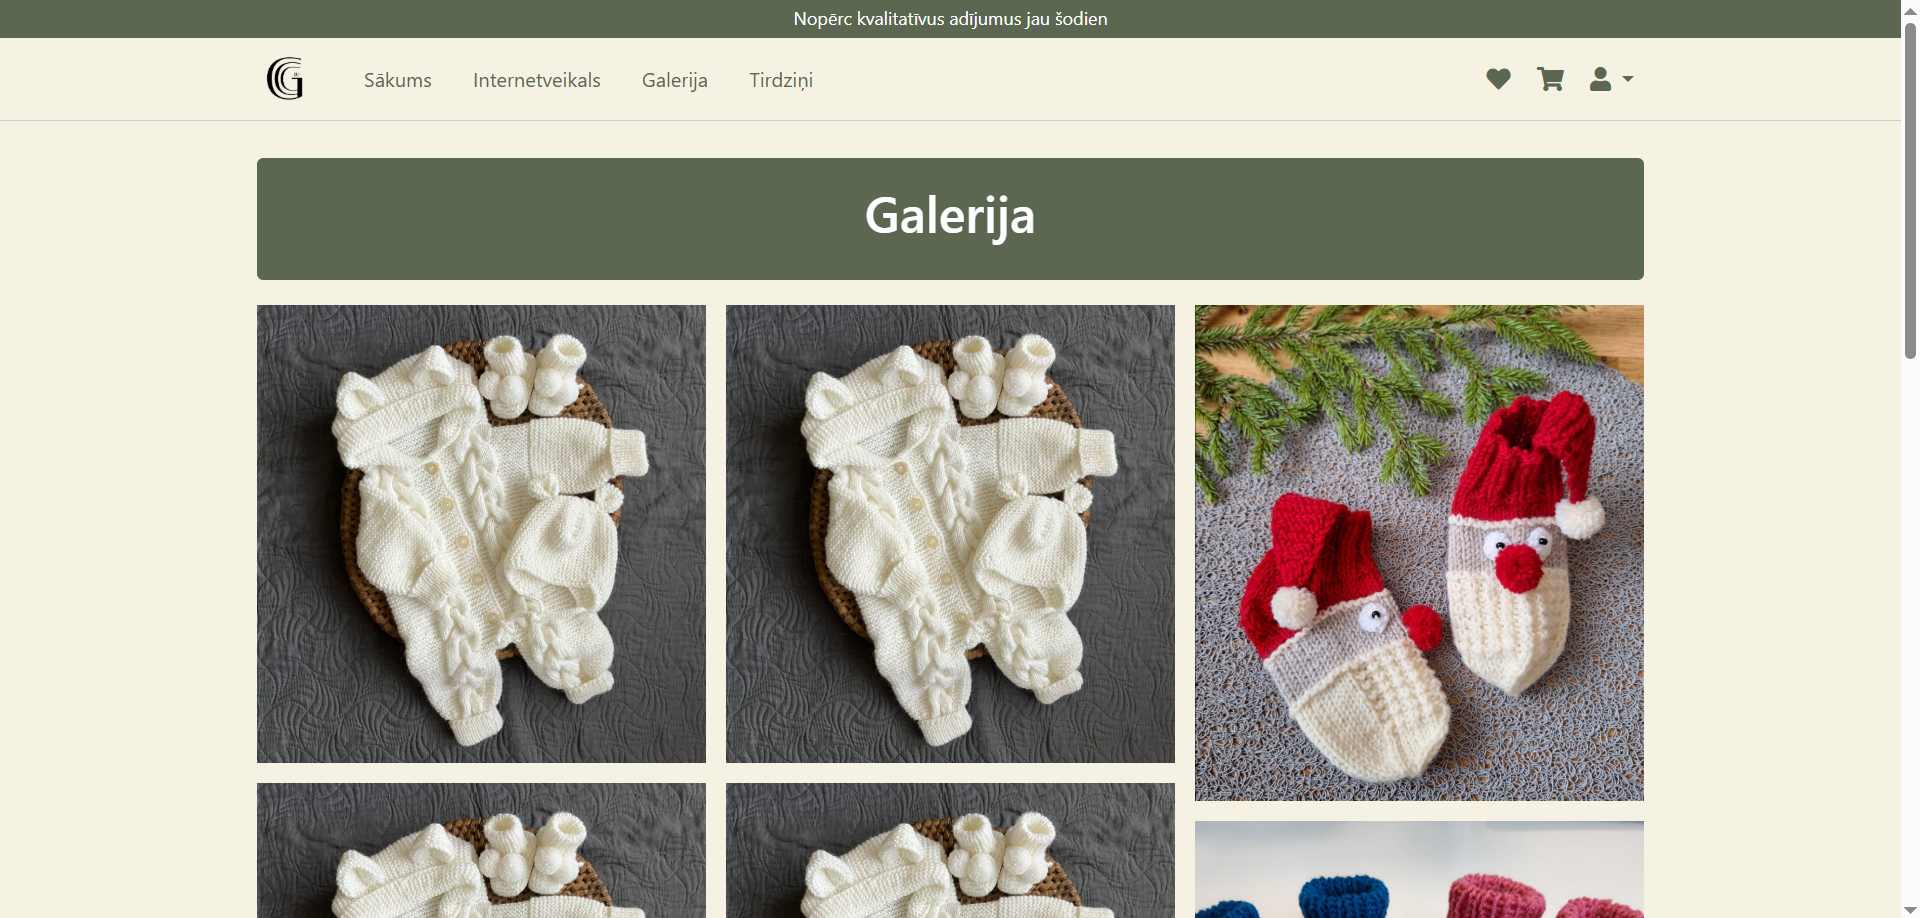 Nopērc kvalitatīvus adījumus jau šodien
Sākums Internetveikals Galerija Tirdziņi
Galerija